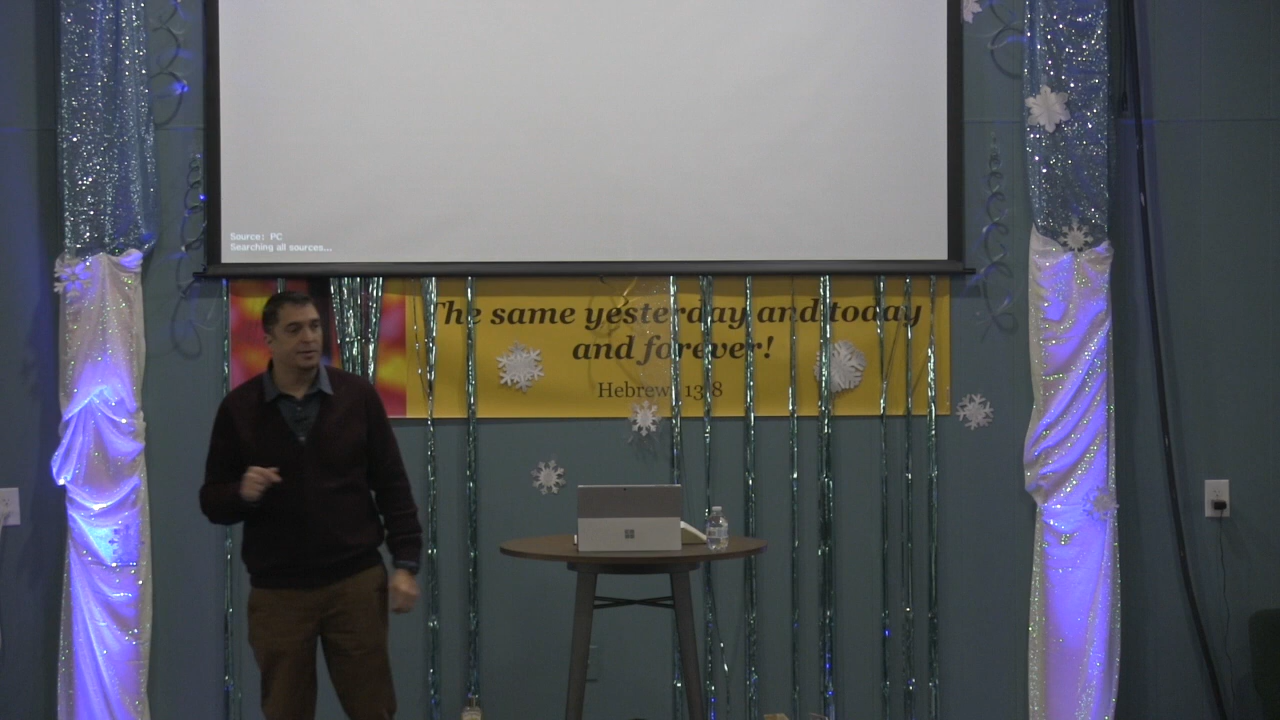 Source: PC
Searching all sources...
The same yesterday and today
and forever!
Hebrews 13:8